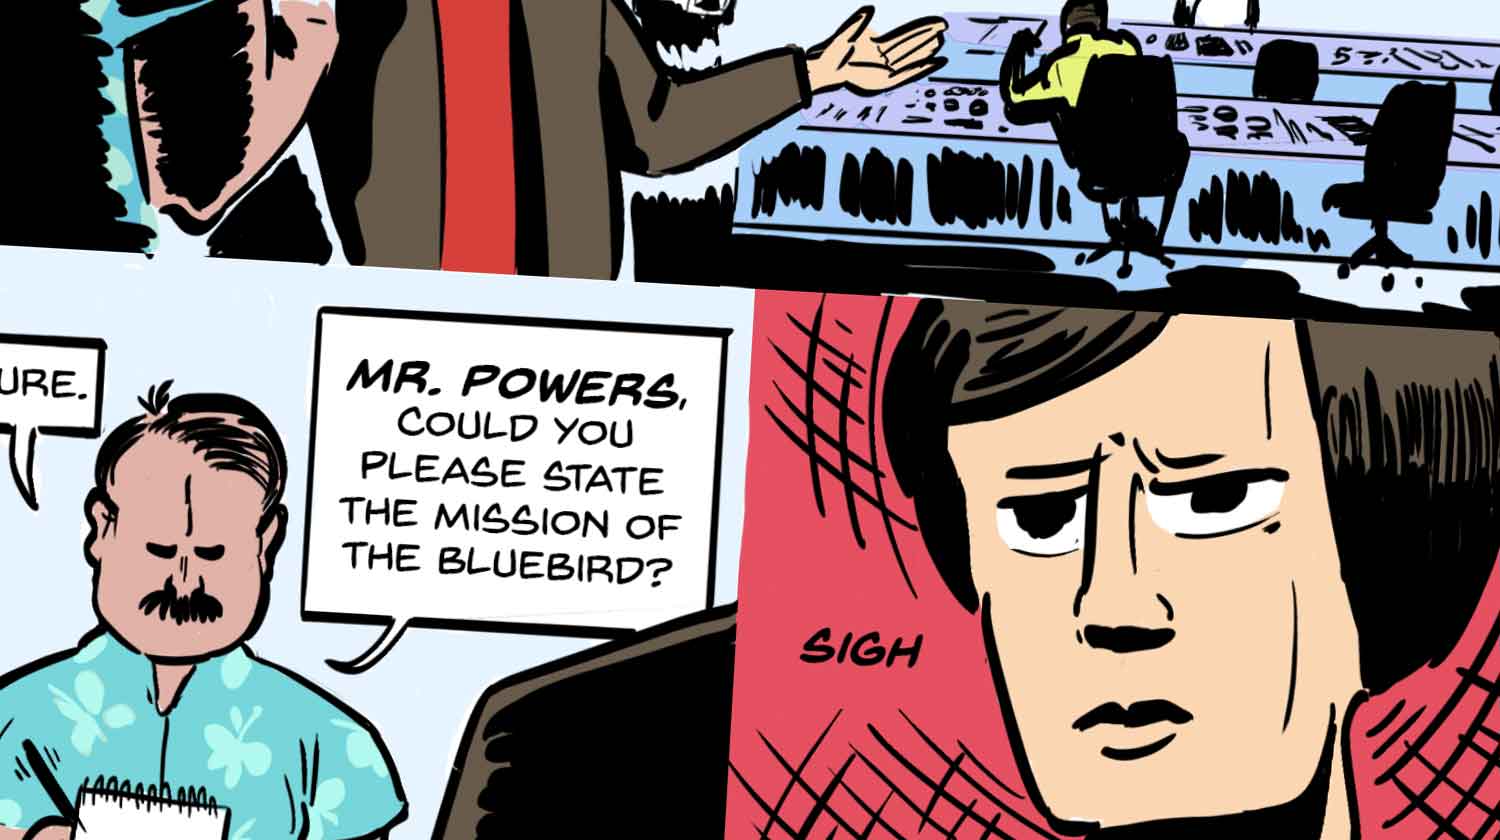 URE.
MR. POWERS,
COULD YOU
PLEASE STATE
THE MISSION OF
THE BLUEBIRD?
SIGH